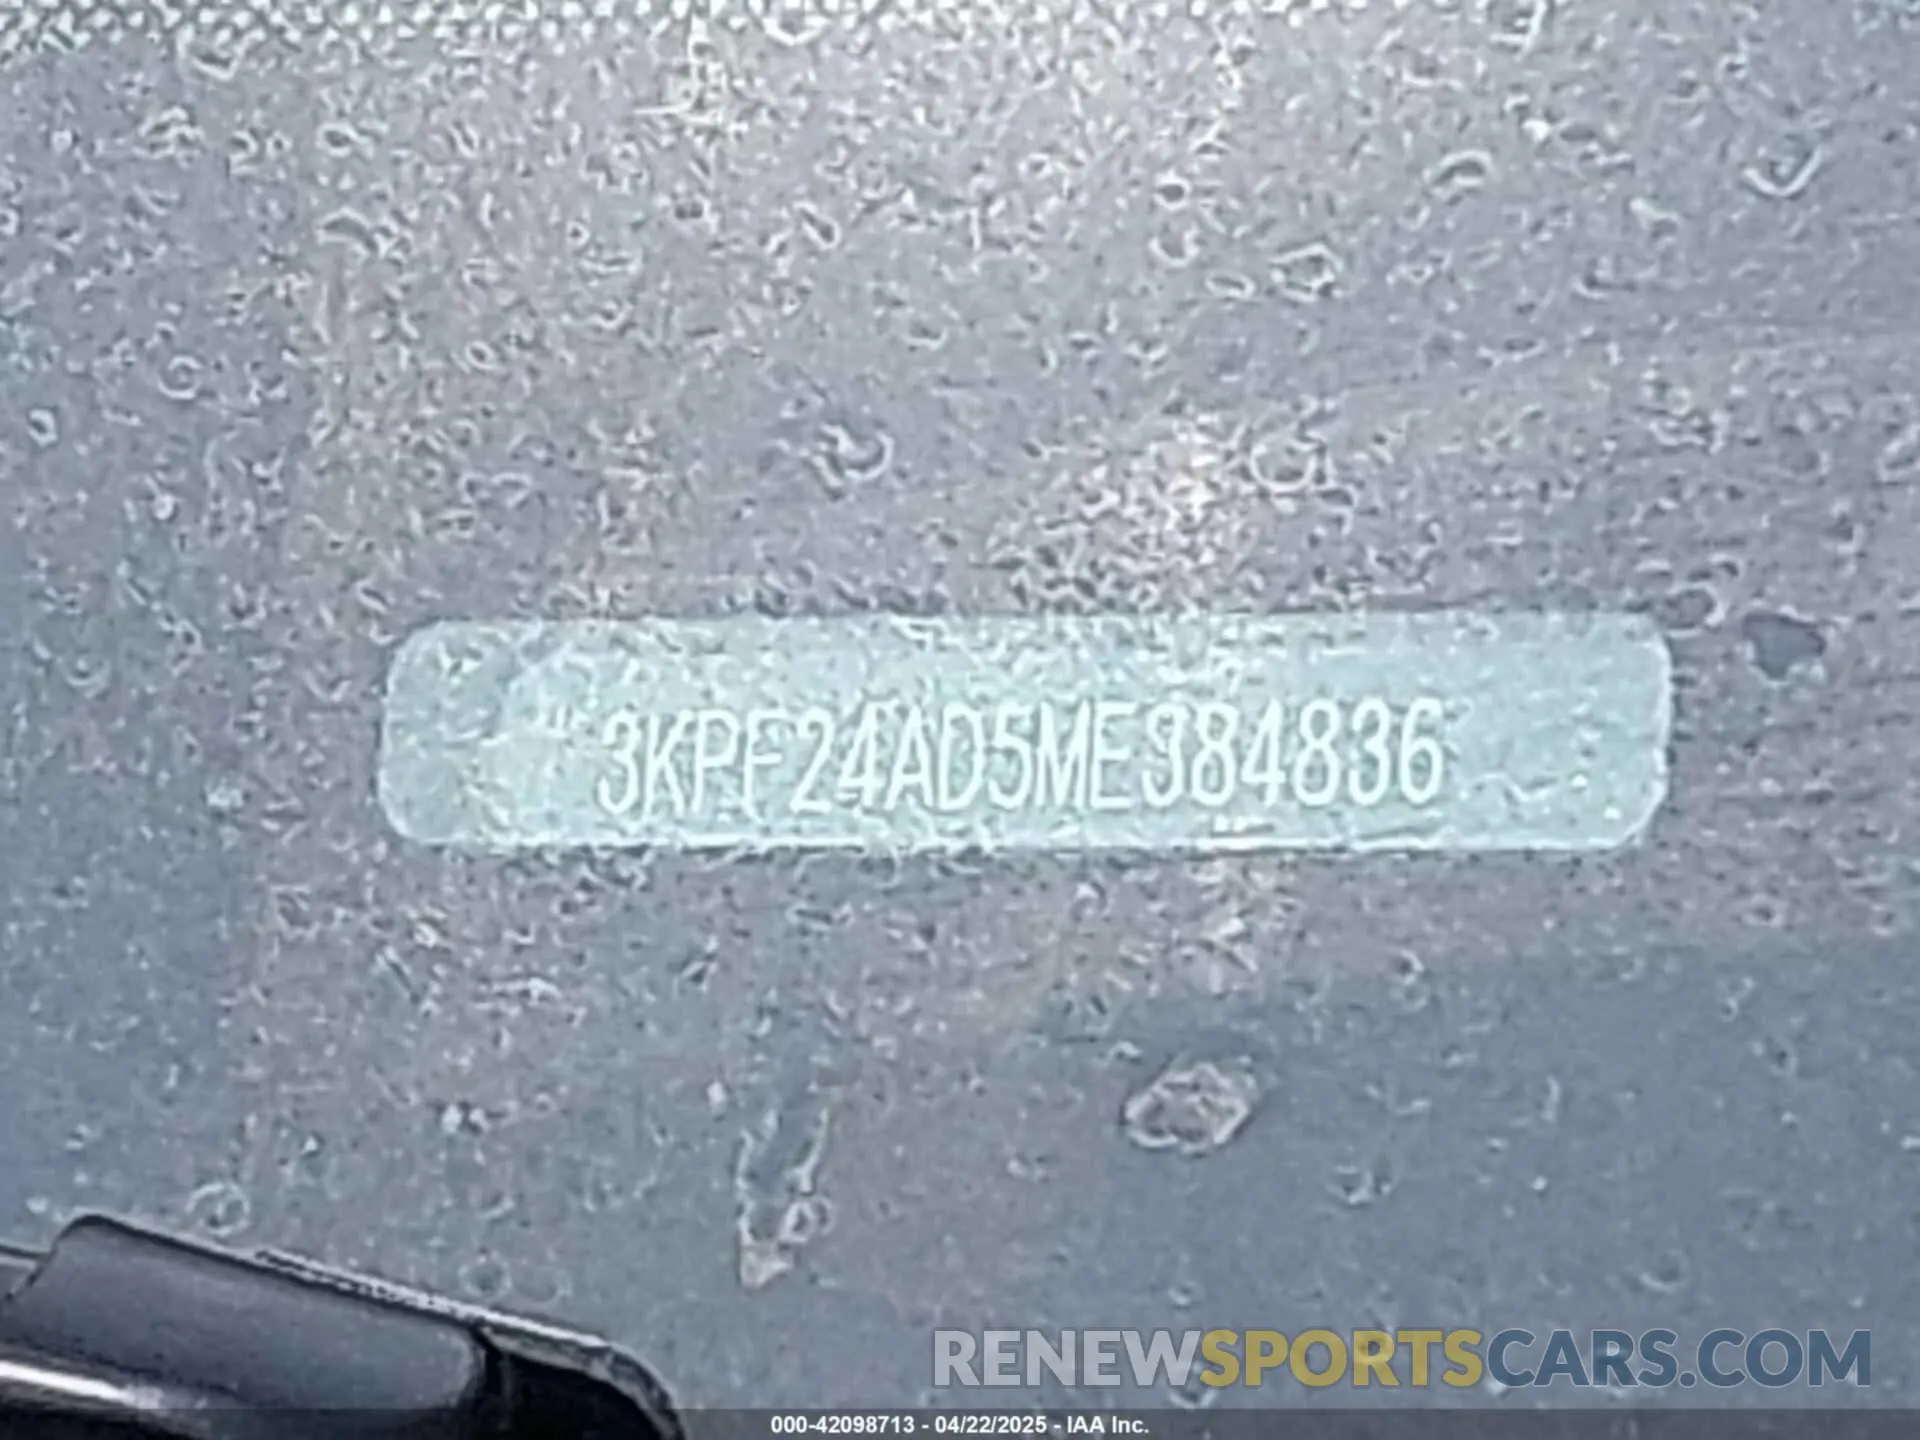 3KPF24AD5ME384836
RENEWSPORTSCARS.COM
000-42098713 - 04/22/2025 - IAA Inc.